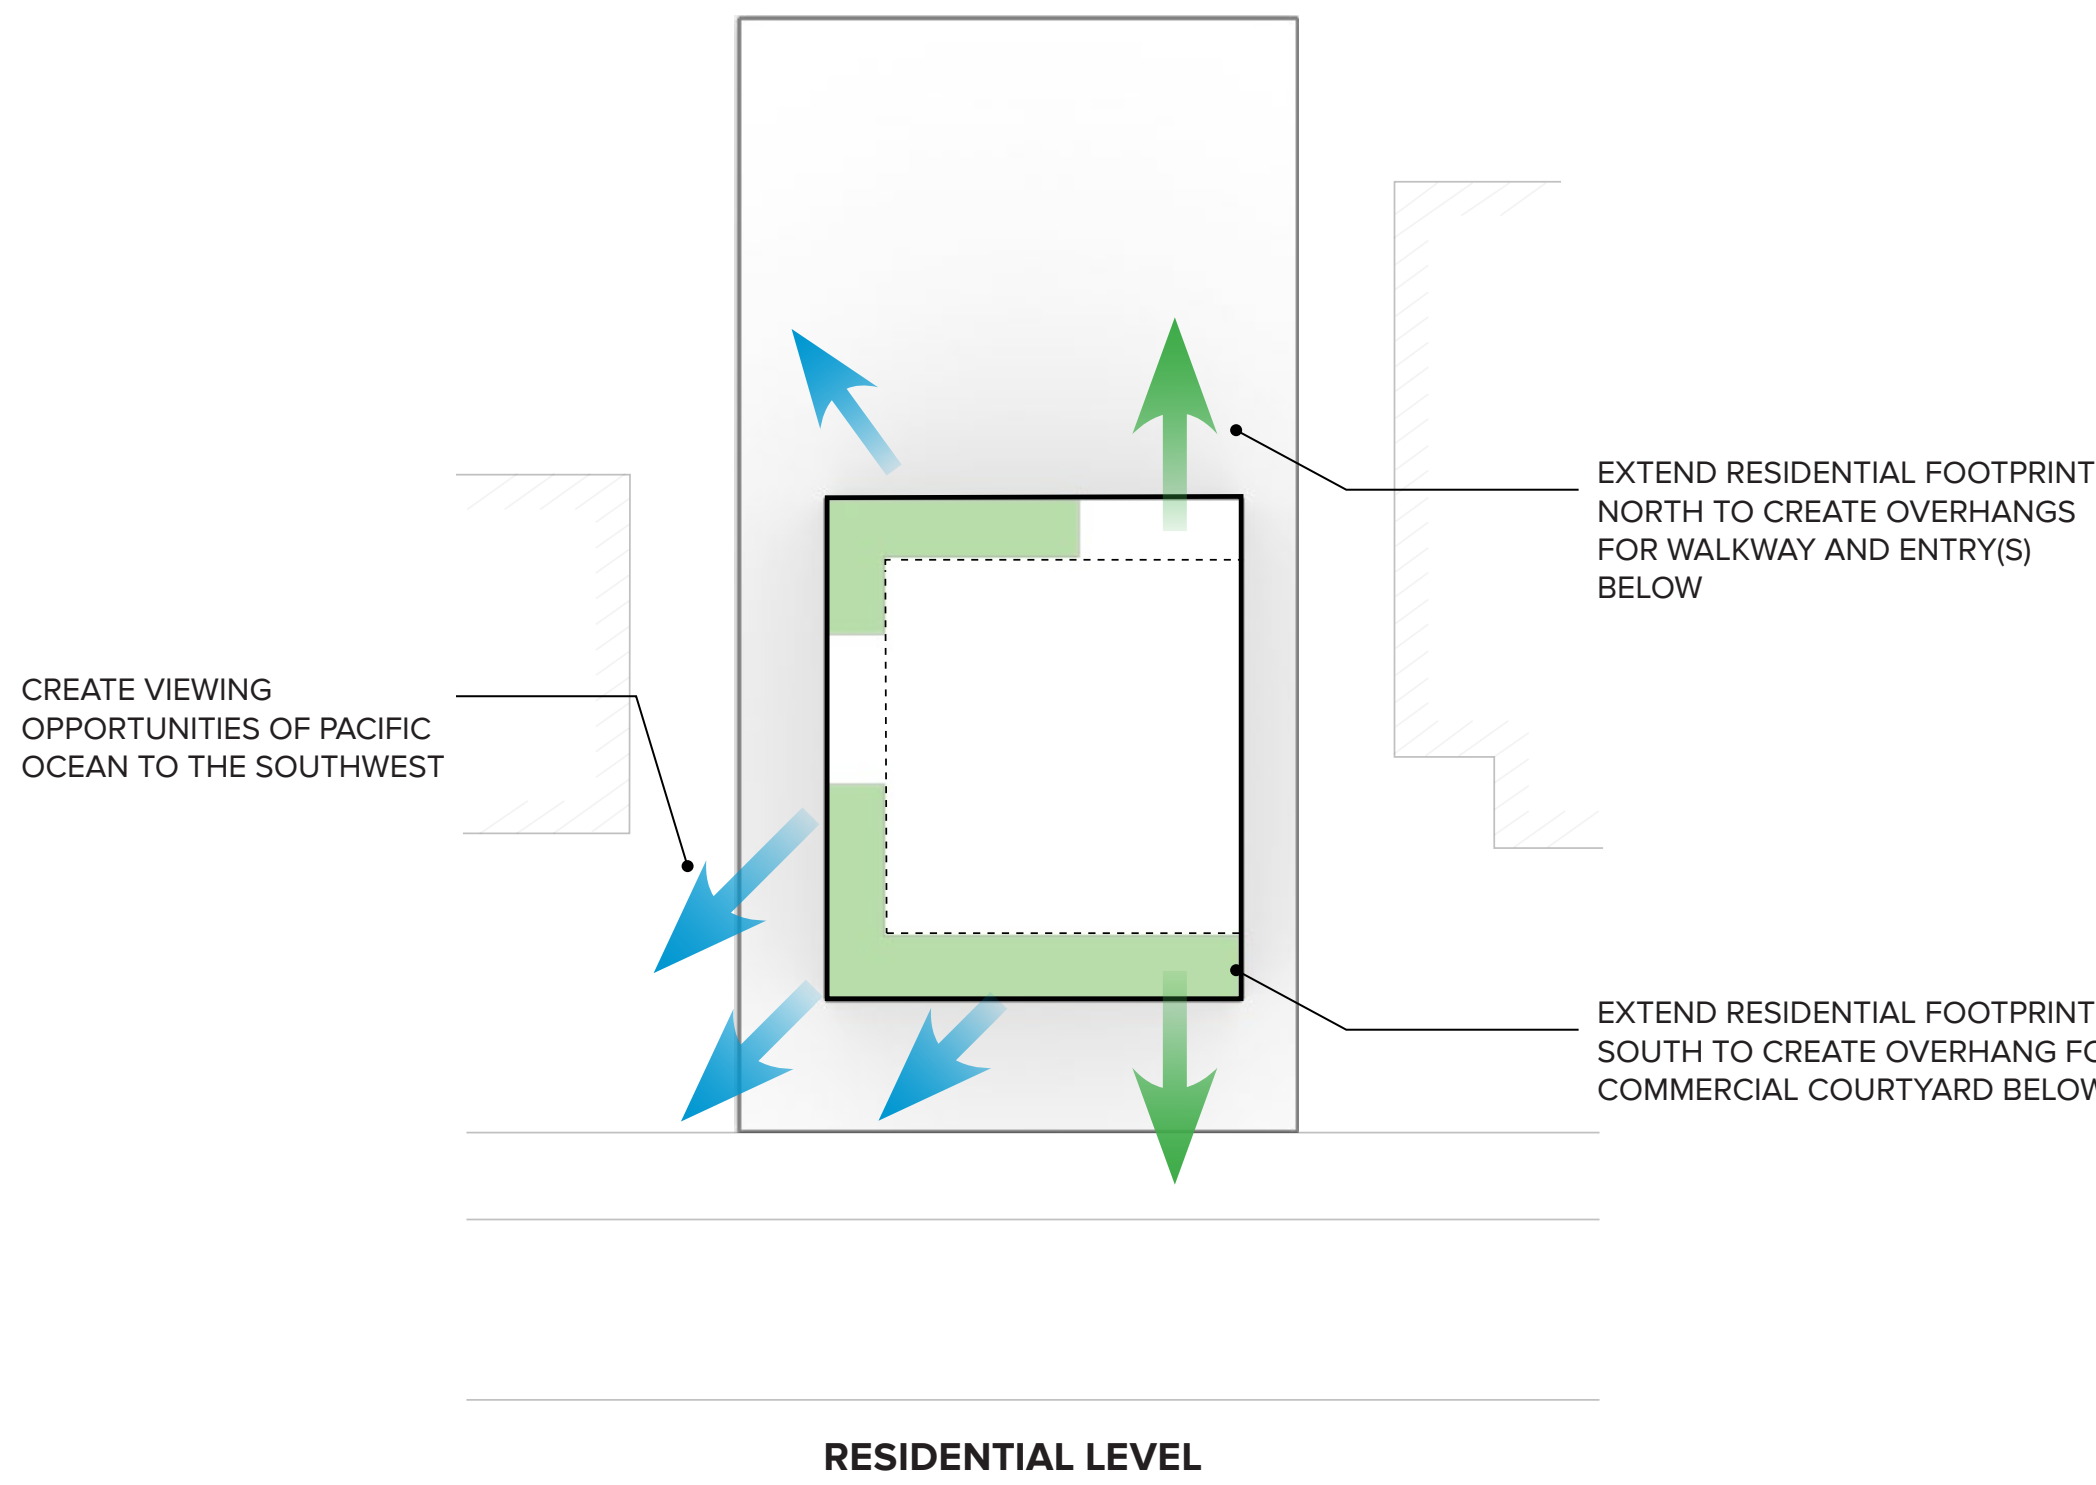 EXTEND RESIDENTIAL FOOTPRINT
NORTH TO CREATE OVERHANGS
FOR WALKWAY AND ENTRY(S)
BELOW
CREATE VIEWING
OPPORTUNITIES OF PACIFIC
OCEAN TO THE SOUTHWEST
EXTEND RESIDENTIAL FOOTPRINT
SOUTH TO CREATE OVERHANG
COMMERCIAL COURTYARD BELOW
RESIDENTIAL LEVEL